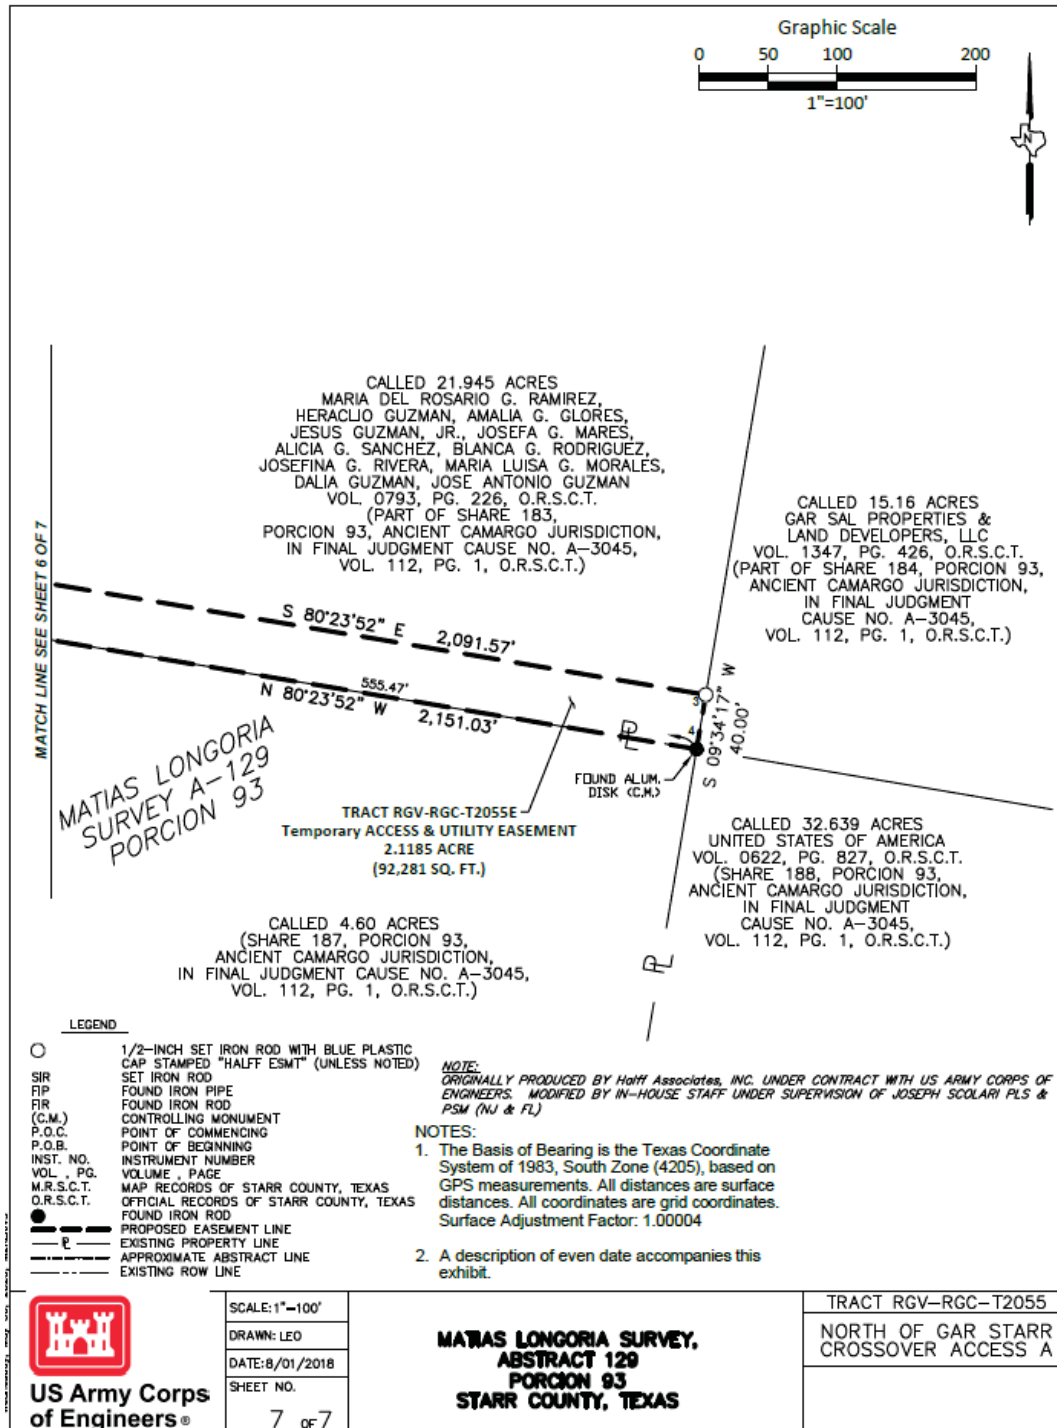 Graphic Scale
0 50 100 200
1"=100'
N
CALLED 21.945 ACRES
MARIA DEL ROSARIO G. RAMIREZ,
HERACLIO GUZMAN, AMALIA G. GLORES,
JESUS GUZMAN, JR., JOSEFA G. MARES,
ALICIA G. SANCHEZ, BLANCA G. RODRIGUEZ,
JOSEFINA G. RIVERA, MARIA LUISA G. MORALES,
DALIA GUZMAN, JOSE ANTONIO GUZMAN
VOL. 0793, PG. 226, O.R.S.C.T.
(PART OF SHARE 183,
PORCION 93, ANCIENT CAMARGO JURISDICTION,
IN FINAL JUDGMENT CAUSE NO. A-3045,
VOL. 112, PG. 1, O.R.S.C.T.)
CALLED 15.16 ACRES
GAR SAL PROPERTIES &
LAND DEVELOPERS, LLC
VOL. 1347, PG. 426, O.R.S.C.T.
(PART OF SHARE 184, PORCION 93,
ANCIENT CAMARGO JURISDICTION,
IN FINAL JUDGMENT
CAUSE NO. A-3045,
VOL. 112, PG. 1, O.R.S.C.T.)
MATCH LINE SEE SHEET 6 OF 7
S 80°23'52" E 2,091.57'
555.47'
N 80°23'52" W 2,151.03'
3
4
S 09°34'17" W
40.00'
PL
FOUND ALUM.
DISK (C.M.)
MATIAS LONGORIA
SURVEY A-129
PORCION 93
TRACT RGV-RGC-T2055E
Temporary ACCESS & UTILITY EASEMENT
2.1185 ACRE
(92,281 SQ. FT.)
CALLED 32.639 ACRES
UNITED STATES OF AMERICA
VOL. 0622, PG. 827, O.R.S.C.T.
(SHARE 188, PORCION 93,
ANCIENT CAMARGO JURISDICTION,
IN FINAL JUDGMENT
CAUSE NO. A-3045,
VOL. 112, PG. 1, O.R.S.C.T.)
CALLED 4.60 ACRES
(SHARE 187, PORCION 93,
ANCIENT CAMARGO JURISDICTION,
IN FINAL JUDGMENT CAUSE NO. A-3045,
VOL. 112, PG. 1, O.R.S.C.T.)
PL
LEGEND
1/2-INCH SET IRON ROD WITH BLUE PLASTIC
CAP STAMPED "HALFF ESMT" (UNLESS NOTED)
SIR SET IRON ROD
FIP FOUND IRON PIPE
FIR FOUND IRON ROD
(C.M.) CONTROLLING MONUMENT
P.O.C. POINT OF COMMENCING
P.O.B. POINT OF BEGINNING
INST. NO. INSTRUMENT NUMBER
VOL , PG. VOLUME , PAGE
M.R.S.C.T. MAP RECORDS OF STARR COUNTY, TEXAS
O.R.S.C.T. OFFICIAL RECORDS OF STARR COUNTY, TEXAS
FOUND IRON ROD
PROPOSED EASEMENT LINE
PL EXISTING PROPERTY LINE
APPROXIMATE ABSTRACT LINE
EXISTING ROW LINE
NOTE:
ORIGINALLY PRODUCED BY Halff Associates, INC. UNDER CONTRACT WITH US ARMY CORPS OF
ENGINEERS. MODIFIED BY IN-HOUSE STAFF UNDER SUPERVISION OF JOSEPH SCOLARI PLS &
PSM (NJ & FL)
NOTES:
1. The Basis of Bearing is the Texas Coordinate
System of 1983, South Zone (4205), based on
GPS measurements. All distances are surface
distances. All coordinates are grid coordinates.
Surface Adjustment Factor: 1.00004
2. A description of even date accompanies this
exhibit.
US Army Corps
of Engineers®
SCALE: 1"-100'
DRAWN: LEO
DATE: 8/01/2018
SHEET NO.
7 OF 7
MATIAS LONGORIA SURVEY,
ABSTRACT 129
PORCION 93
STARR COUNTY, TEXAS
TRACT RGV-RGC-T2055
NORTH OF GAR STARR
CROSSOVER ACCESS A